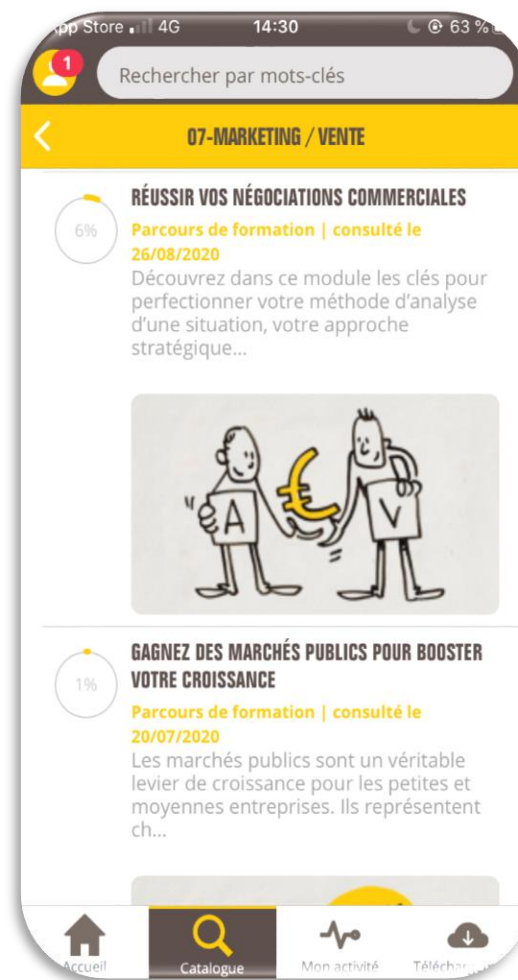 App Store 4G 14:30 63 %
1
Rechercher par mots-clés
07-MARKETING / VENTE
6%
RÉUSSIR VOS NÉGOCIATIONS COMMERCIALES
Parcours de formation | consulté le
26/08/2020
Découvrez dans ce module les clés pour
perfectionner votre méthode d’analyse
d’une situation, votre approche
stratégique...
A € V
1%
GAGNEZ DES MARCHÉS PUBLICS POUR BOOSTER
VOTRE CROISSANCE
Parcours de formation | consulté le
20/07/2020
Les marchés publics sont un véritable
levier de croissance pour les petites et
moyennes entreprises. Ils représentent
ch...
Accueil Catalogue Mon activité